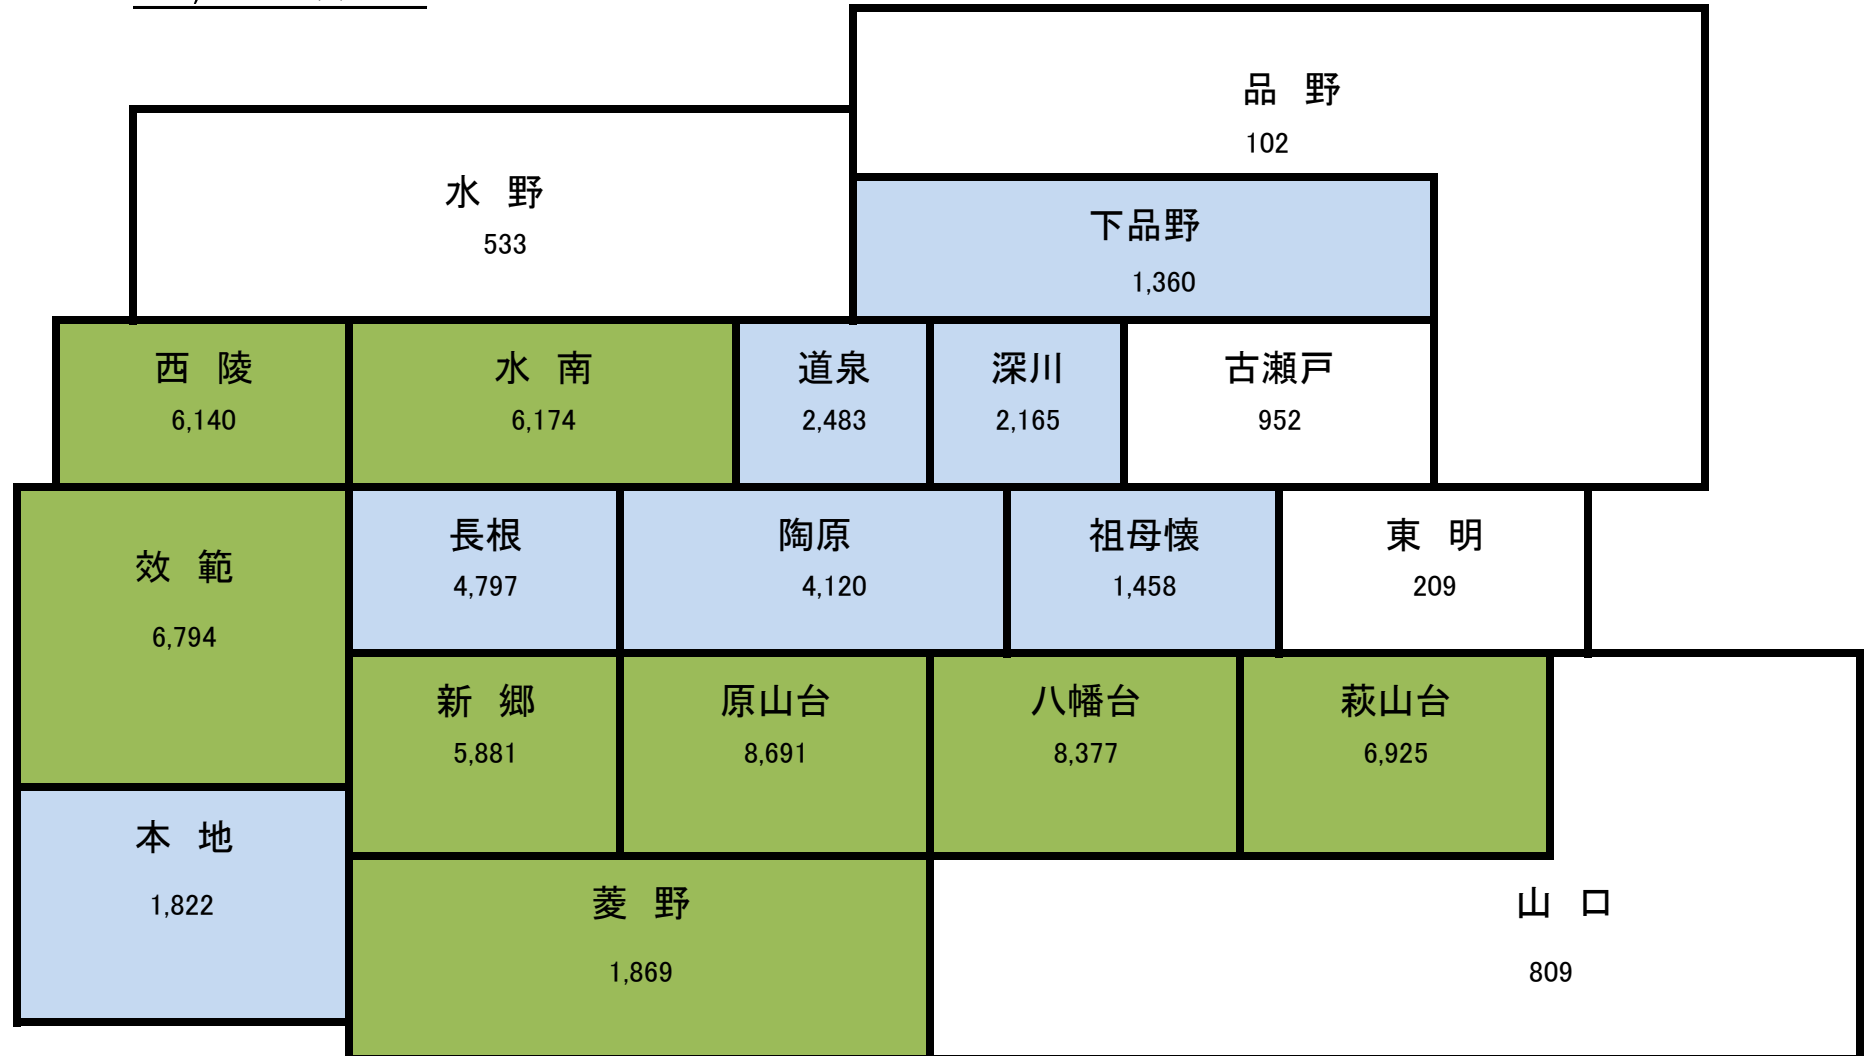 品 野
102
水 野
533
下品野
1,360
西 陵
6,140
水 南
6,174
道泉
2,483
深川
2,165
古瀬戸
952
効 範
6,794
長根
4,797
陶原
4,120
祖母懐
1,458
東 明
209
新 郷
5,881
原山台
8,691
八幡台
8,377
萩山台
6,925
本 地
1,822
菱 野
1,869
山 口
809